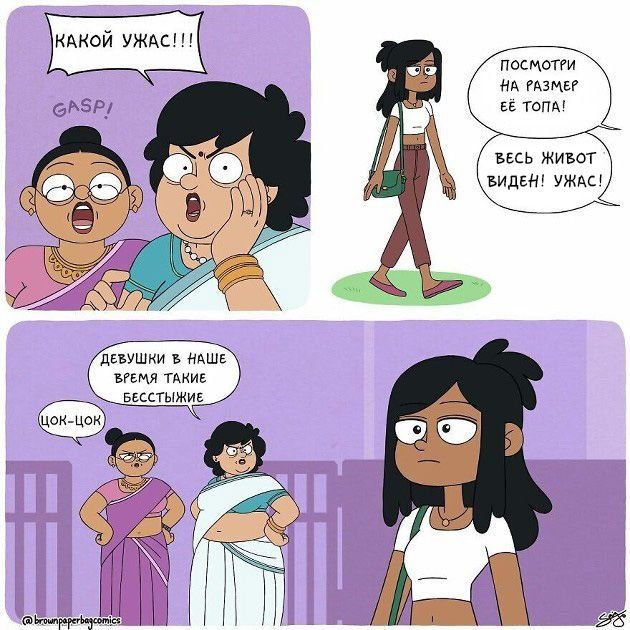 КАКОЙ УЖАС!!!
GASP!
ПОСМОТРИ
НА РАЗМЕР
ЕЁ ТОПА!
ВЕСЬ ЖИВОТ
ВИДЕН! УЖАС!
ДЕВУШКИ В НАШЕ
ВРЕМЯ ТАКИЕ
БЕССТЫЖИЕ
ЦОК-ЦОК
@brownpaperbagcomics